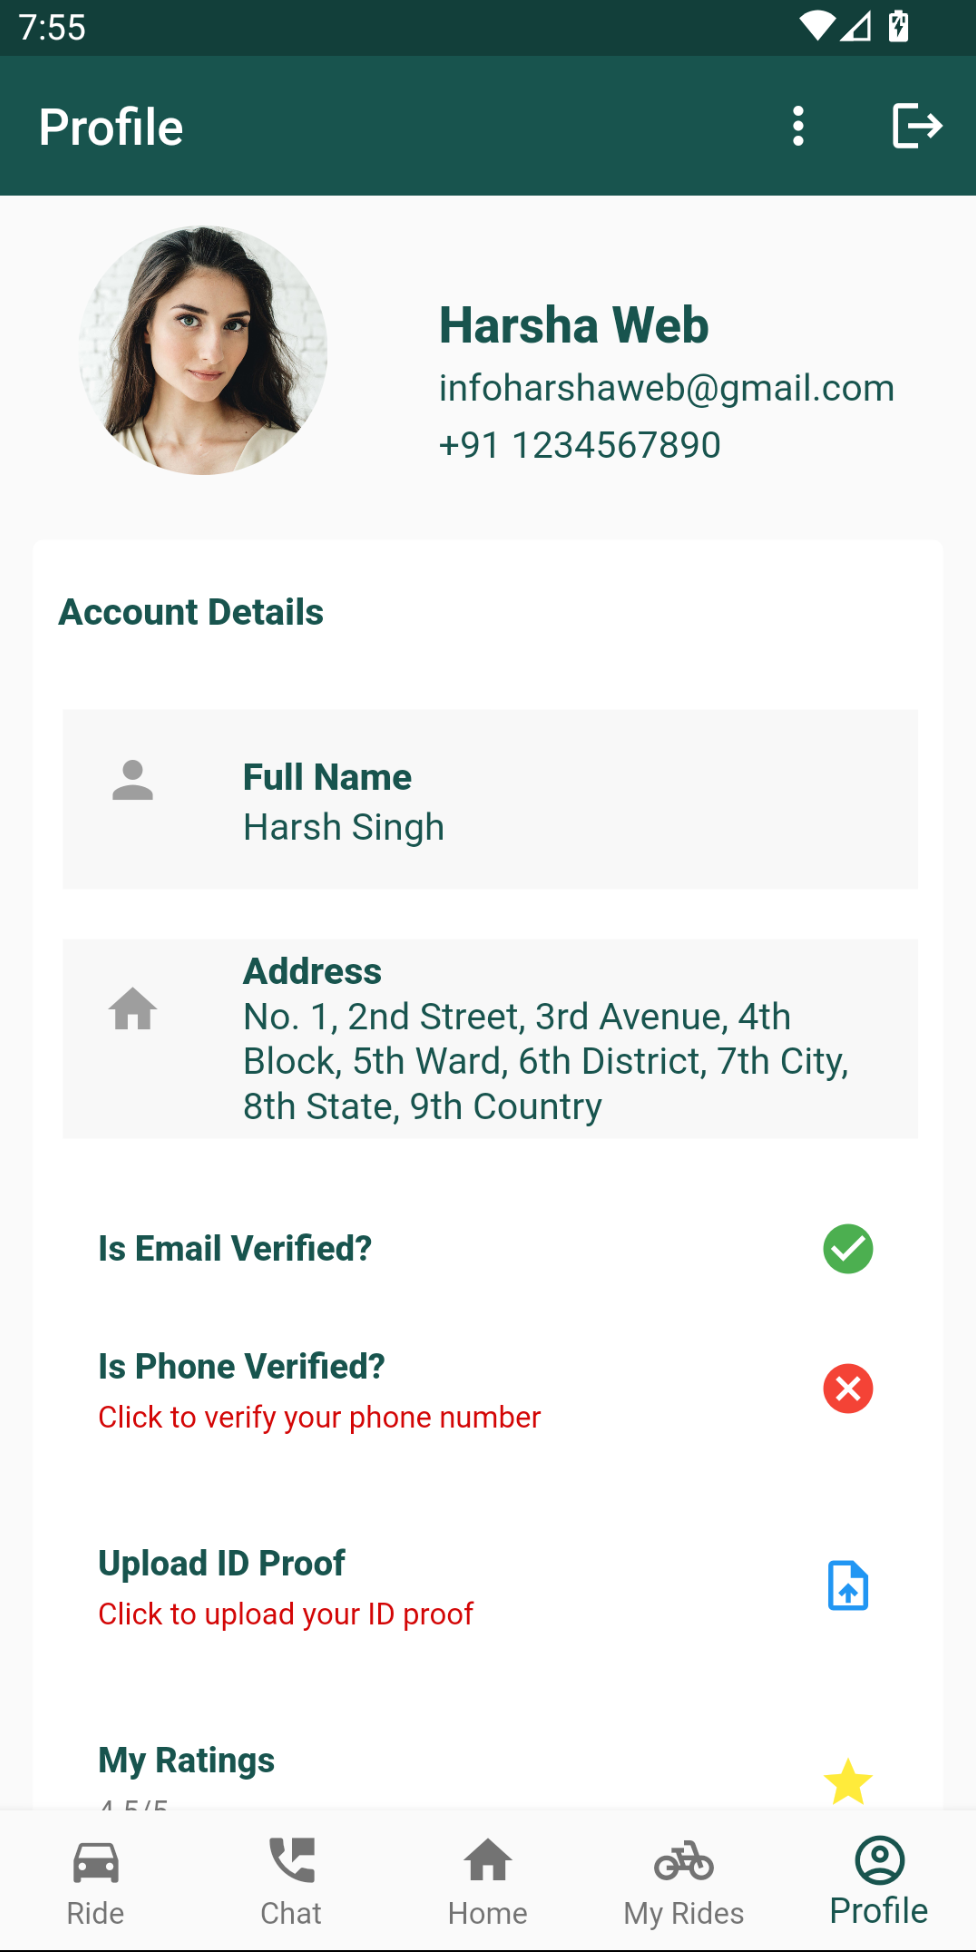 7:55
Profile
Harsha Web
infoharshaweb@gmail.com
+91 1234567890
Account Details
Full Name
Harsh Singh
Address
No. 1, 2nd Street, 3rd Avenue, 4th
Block, 5th Ward, 6th District, 7th City,
8th State, 9th Country
Is Email Verified?
Is Phone Verified?
Click to verify your phone number
Upload ID Proof
Click to upload your ID proof
My Ratings
4.5/5
Ride
Chat
Home
My Rides
Profile